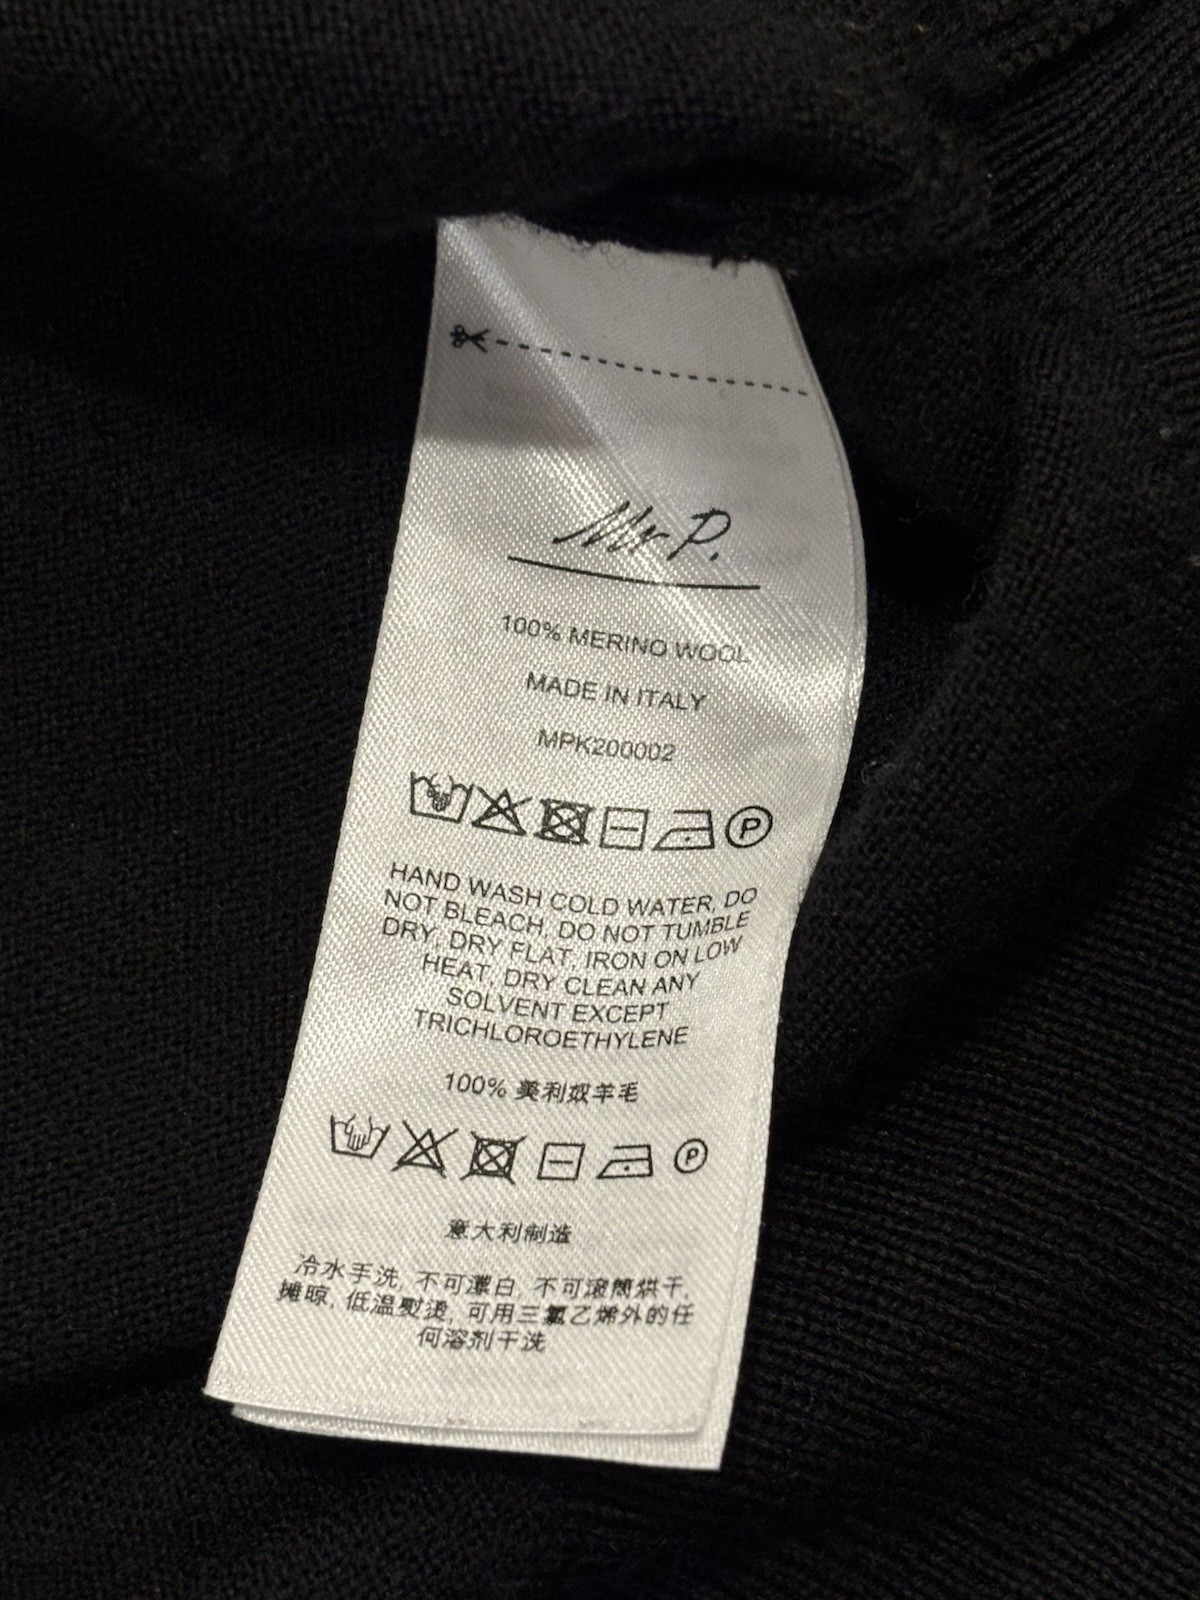 Mr P.
100% MERINO WOOL
MADE IN ITALY
MPK200002
P
HAND WASH COLD WATER, DO
NOT BLEACH, DO NOT TUMBLE
DRY, DRY FLAT, IRON ON LOW
HEAT, DRY CLEAN ANY
SOLVENT EXCEPT
TRICHLOROETHYLENE
100% 美利奴羊毛
P
意大利制造
冷水手洗, 不可漂白, 不可滚筒烘干,
摊晾, 低温熨烫, 可用三氯乙烯外的任
何溶剂干洗